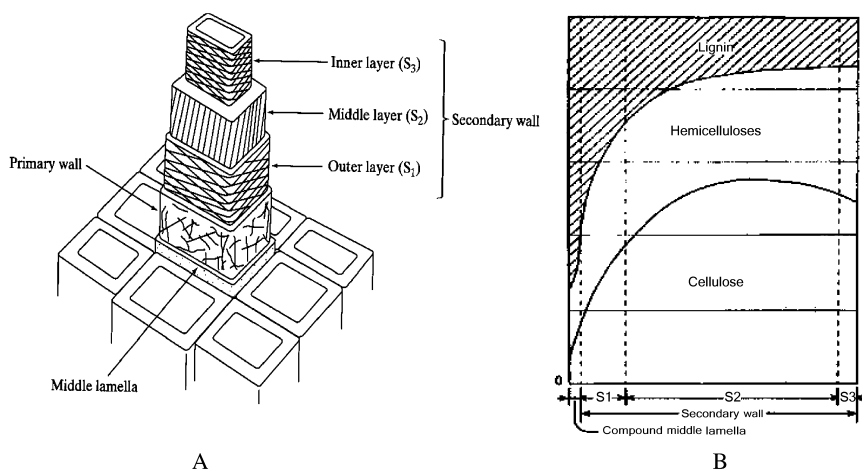 Inner layer (S3)
Middle layer (S2)
Secondary wall
Outer layer (S1)
Primary wall
Middle lamella
A
Lignin
Hemicelluloses
Cellulose
0
S1
S2
S3
Secondary wall
Compound middle lamella
B